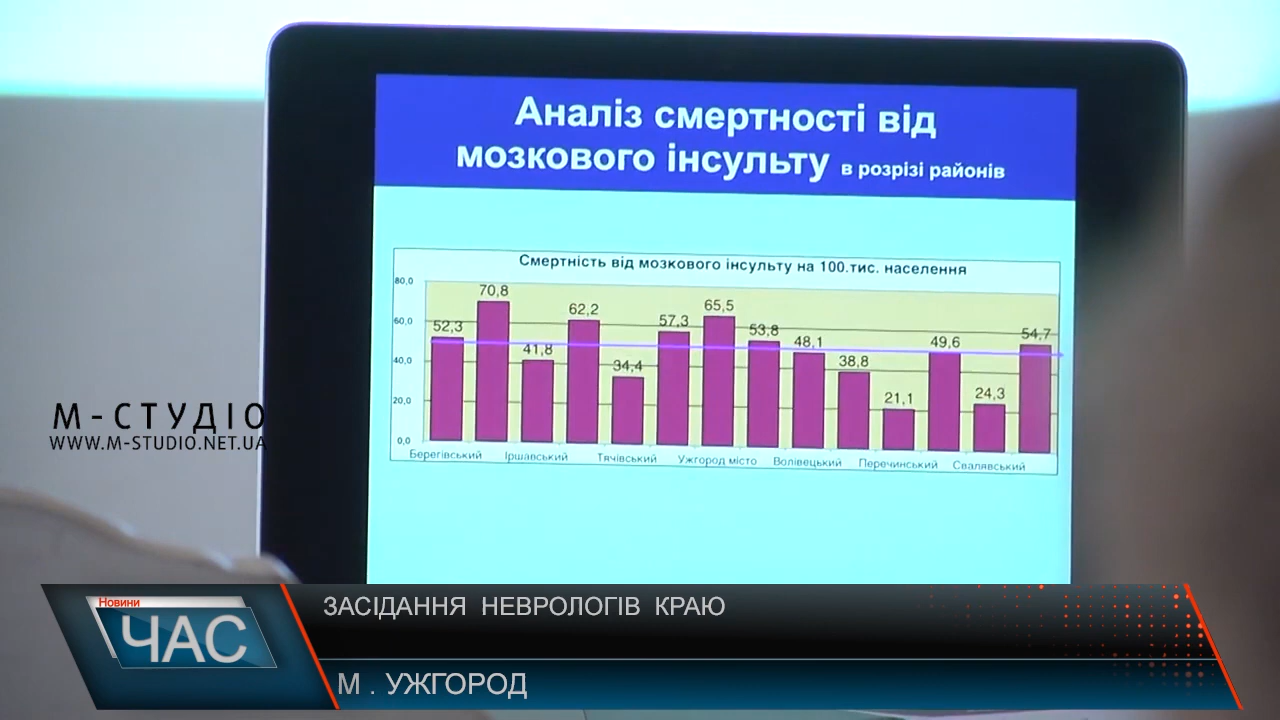 Аналіз смертності від
мозкового інсульту в розрізі районів
Смертність від мозкового інсульту на 100.тис. населення
80,0
60,0
40,0
20,0
0,0
52,3
70,8
41,8
62,2
34,4
57,3
65,5
53,8
48,1
38,8
21,1
49,6
24,3
54,7
Берегівський
Іршавський
Тячівський
Ужгород місто
Воловецький
Перечинський
Свалявський
М-СТУДІО
WWW.M-STUDIO.NET.UA
Новини
ЧАС
ЗАСІДАННЯ НЕВРОЛОГІВ КРАЮ
М . УЖГОРОД